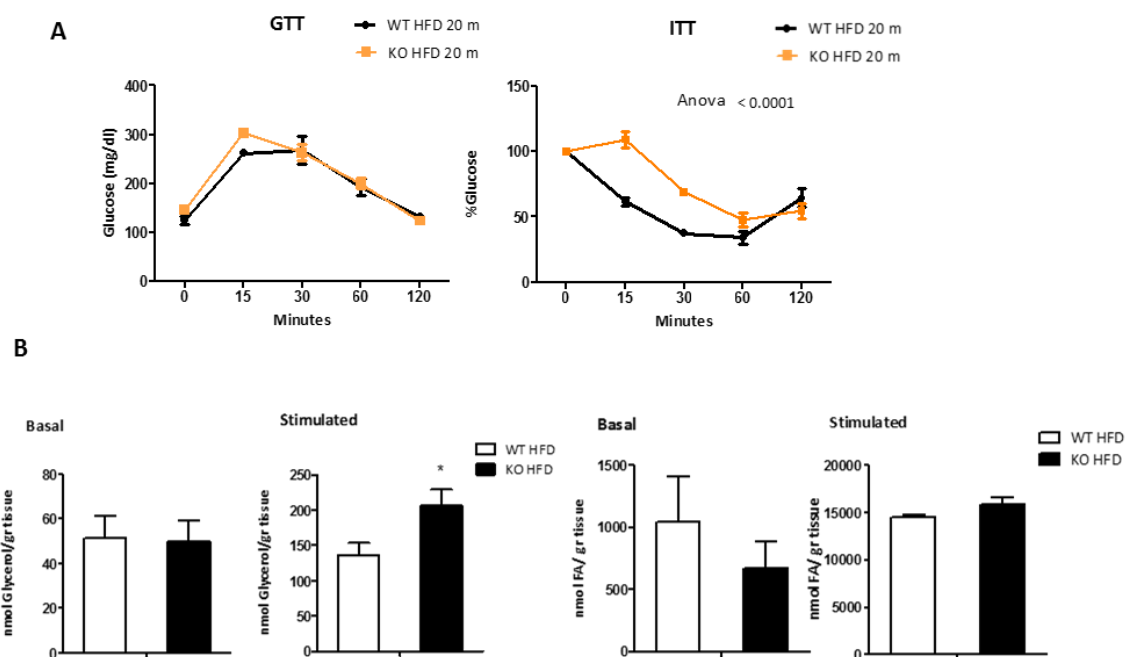 A
GTT
WT HFD 20 m
KO HFD 20 m
Glucose (mg/dl)
400
300
200
100
0
0 15 30 60 120
Minutes
ITT
WT HFD 20 m
KO HFD 20 m
Anova < 0.0001
%Glucose
150
100
50
0
0 15 30 60 120
Minutes
B
Basal
nmol Glycerol/gr tissue
80
60
40
20
0
Stimulated
WT HFD
KO HFD
*
nmol Glycerol/gr tissue
250
200
150
100
50
0
Basal
nmol FA/ gr tissue
1500
1000
500
0
Stimulated
WT HFD
KO HFD
nmol FA/ gr tissue
20000
15000
10000
5000
0